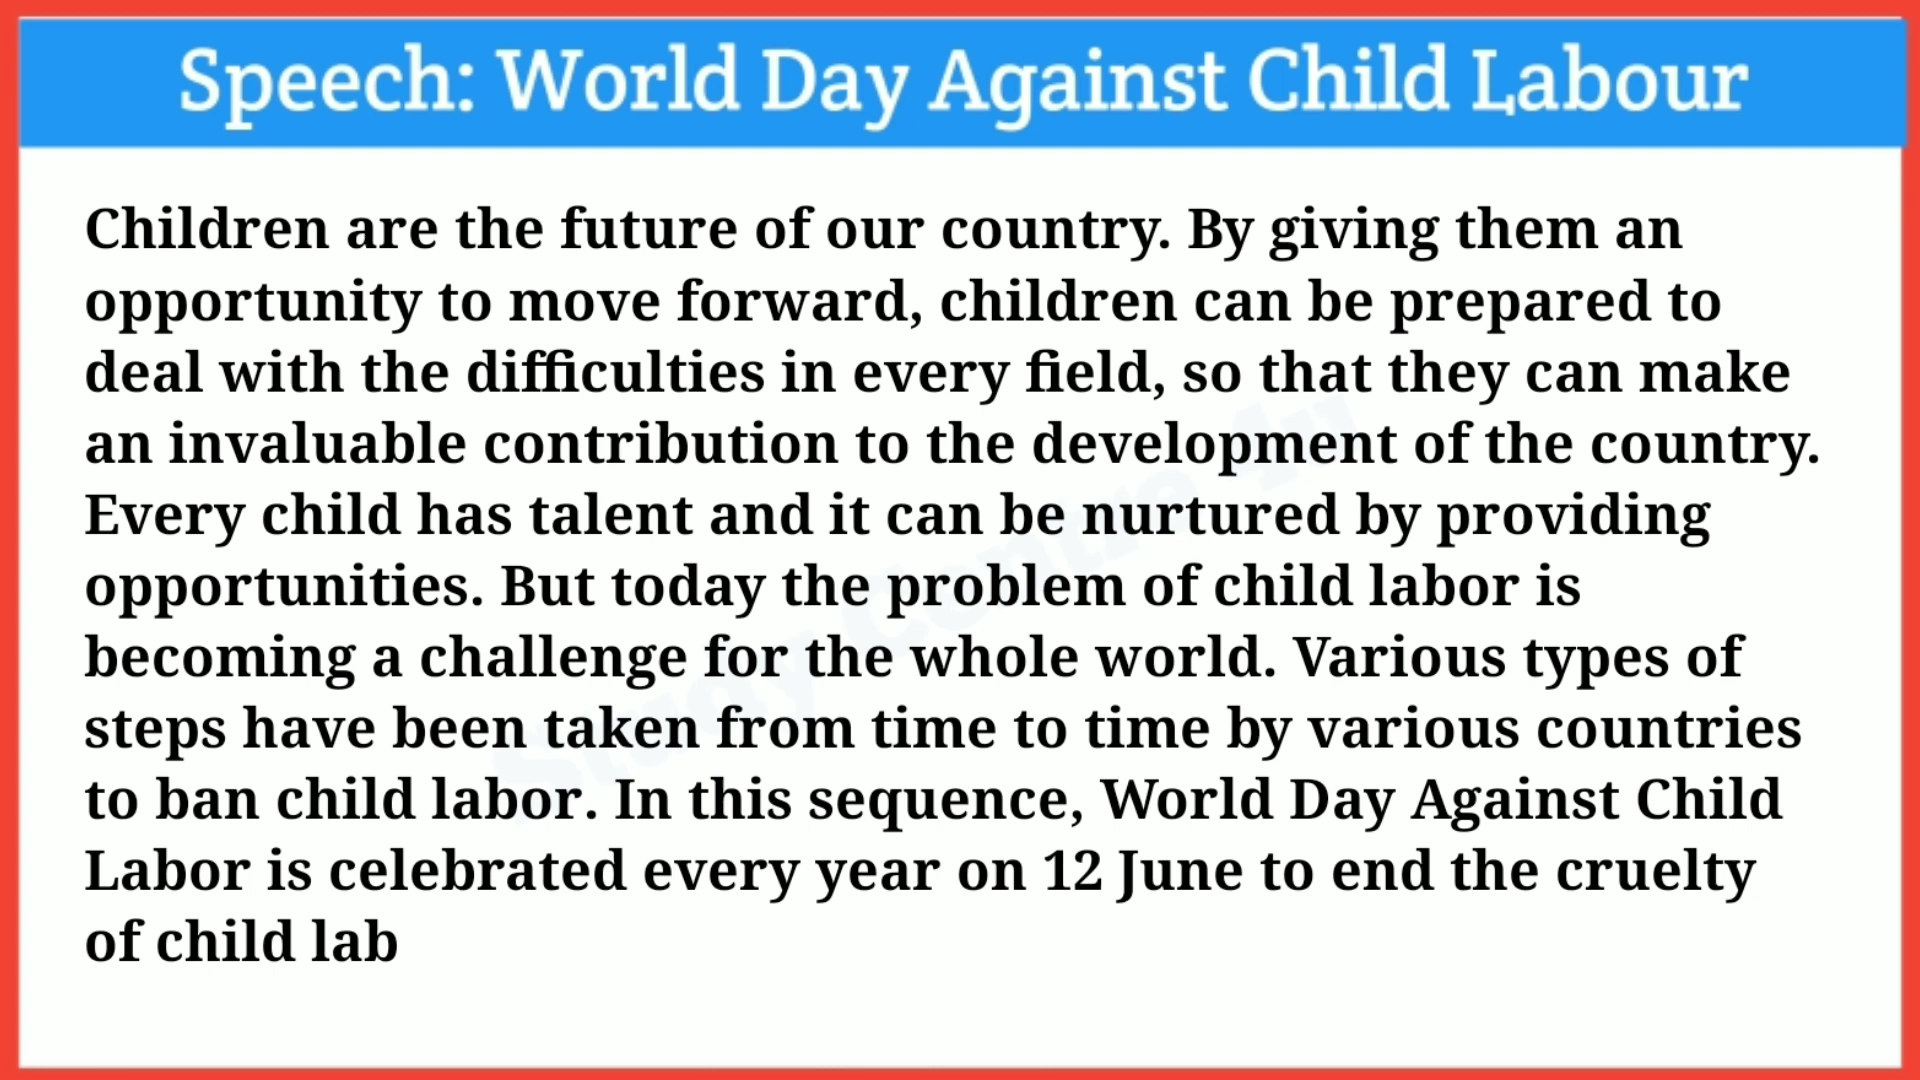 Speech: World Day Against Child Labour
Children are the future of our country. By giving them an
opportunity to move forward, children can be prepared to
deal with the difficulties in every field, so that they can make
an invaluable contribution to the development of the country.
Every child has talent and it can be nurtured by providing
opportunities. But today the problem of child labor is
becoming a challenge for the whole world. Various types of
steps have been taken from time to time by various countries
to ban child labor. In this sequence, World Day Against Child
Labor is celebrated every year on 12 June to end the cruelty
of child lab
Study Centre 4u